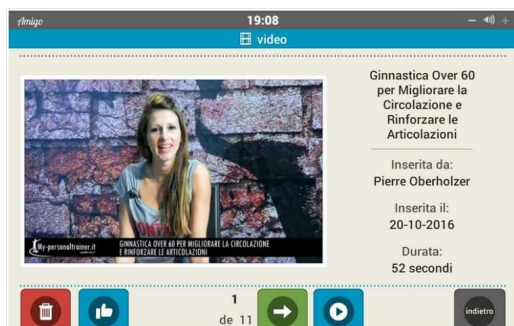 Amigo
19:08
video
Ginnastica Over 60
per Migliorare la
Circolazione e
Rinforzare le
Articolazioni
Inserita da:
Pierre Oberholzer
Inserita il:
20-10-2016
Durata:
52 secondi
My-personaltrainer.it
GINNASTICA OVER 60 PER MIGLIORARE LA CIRCOLAZIONE
E RINFORZARE LE ARTICOLAZIONI
1
de 11
indietro